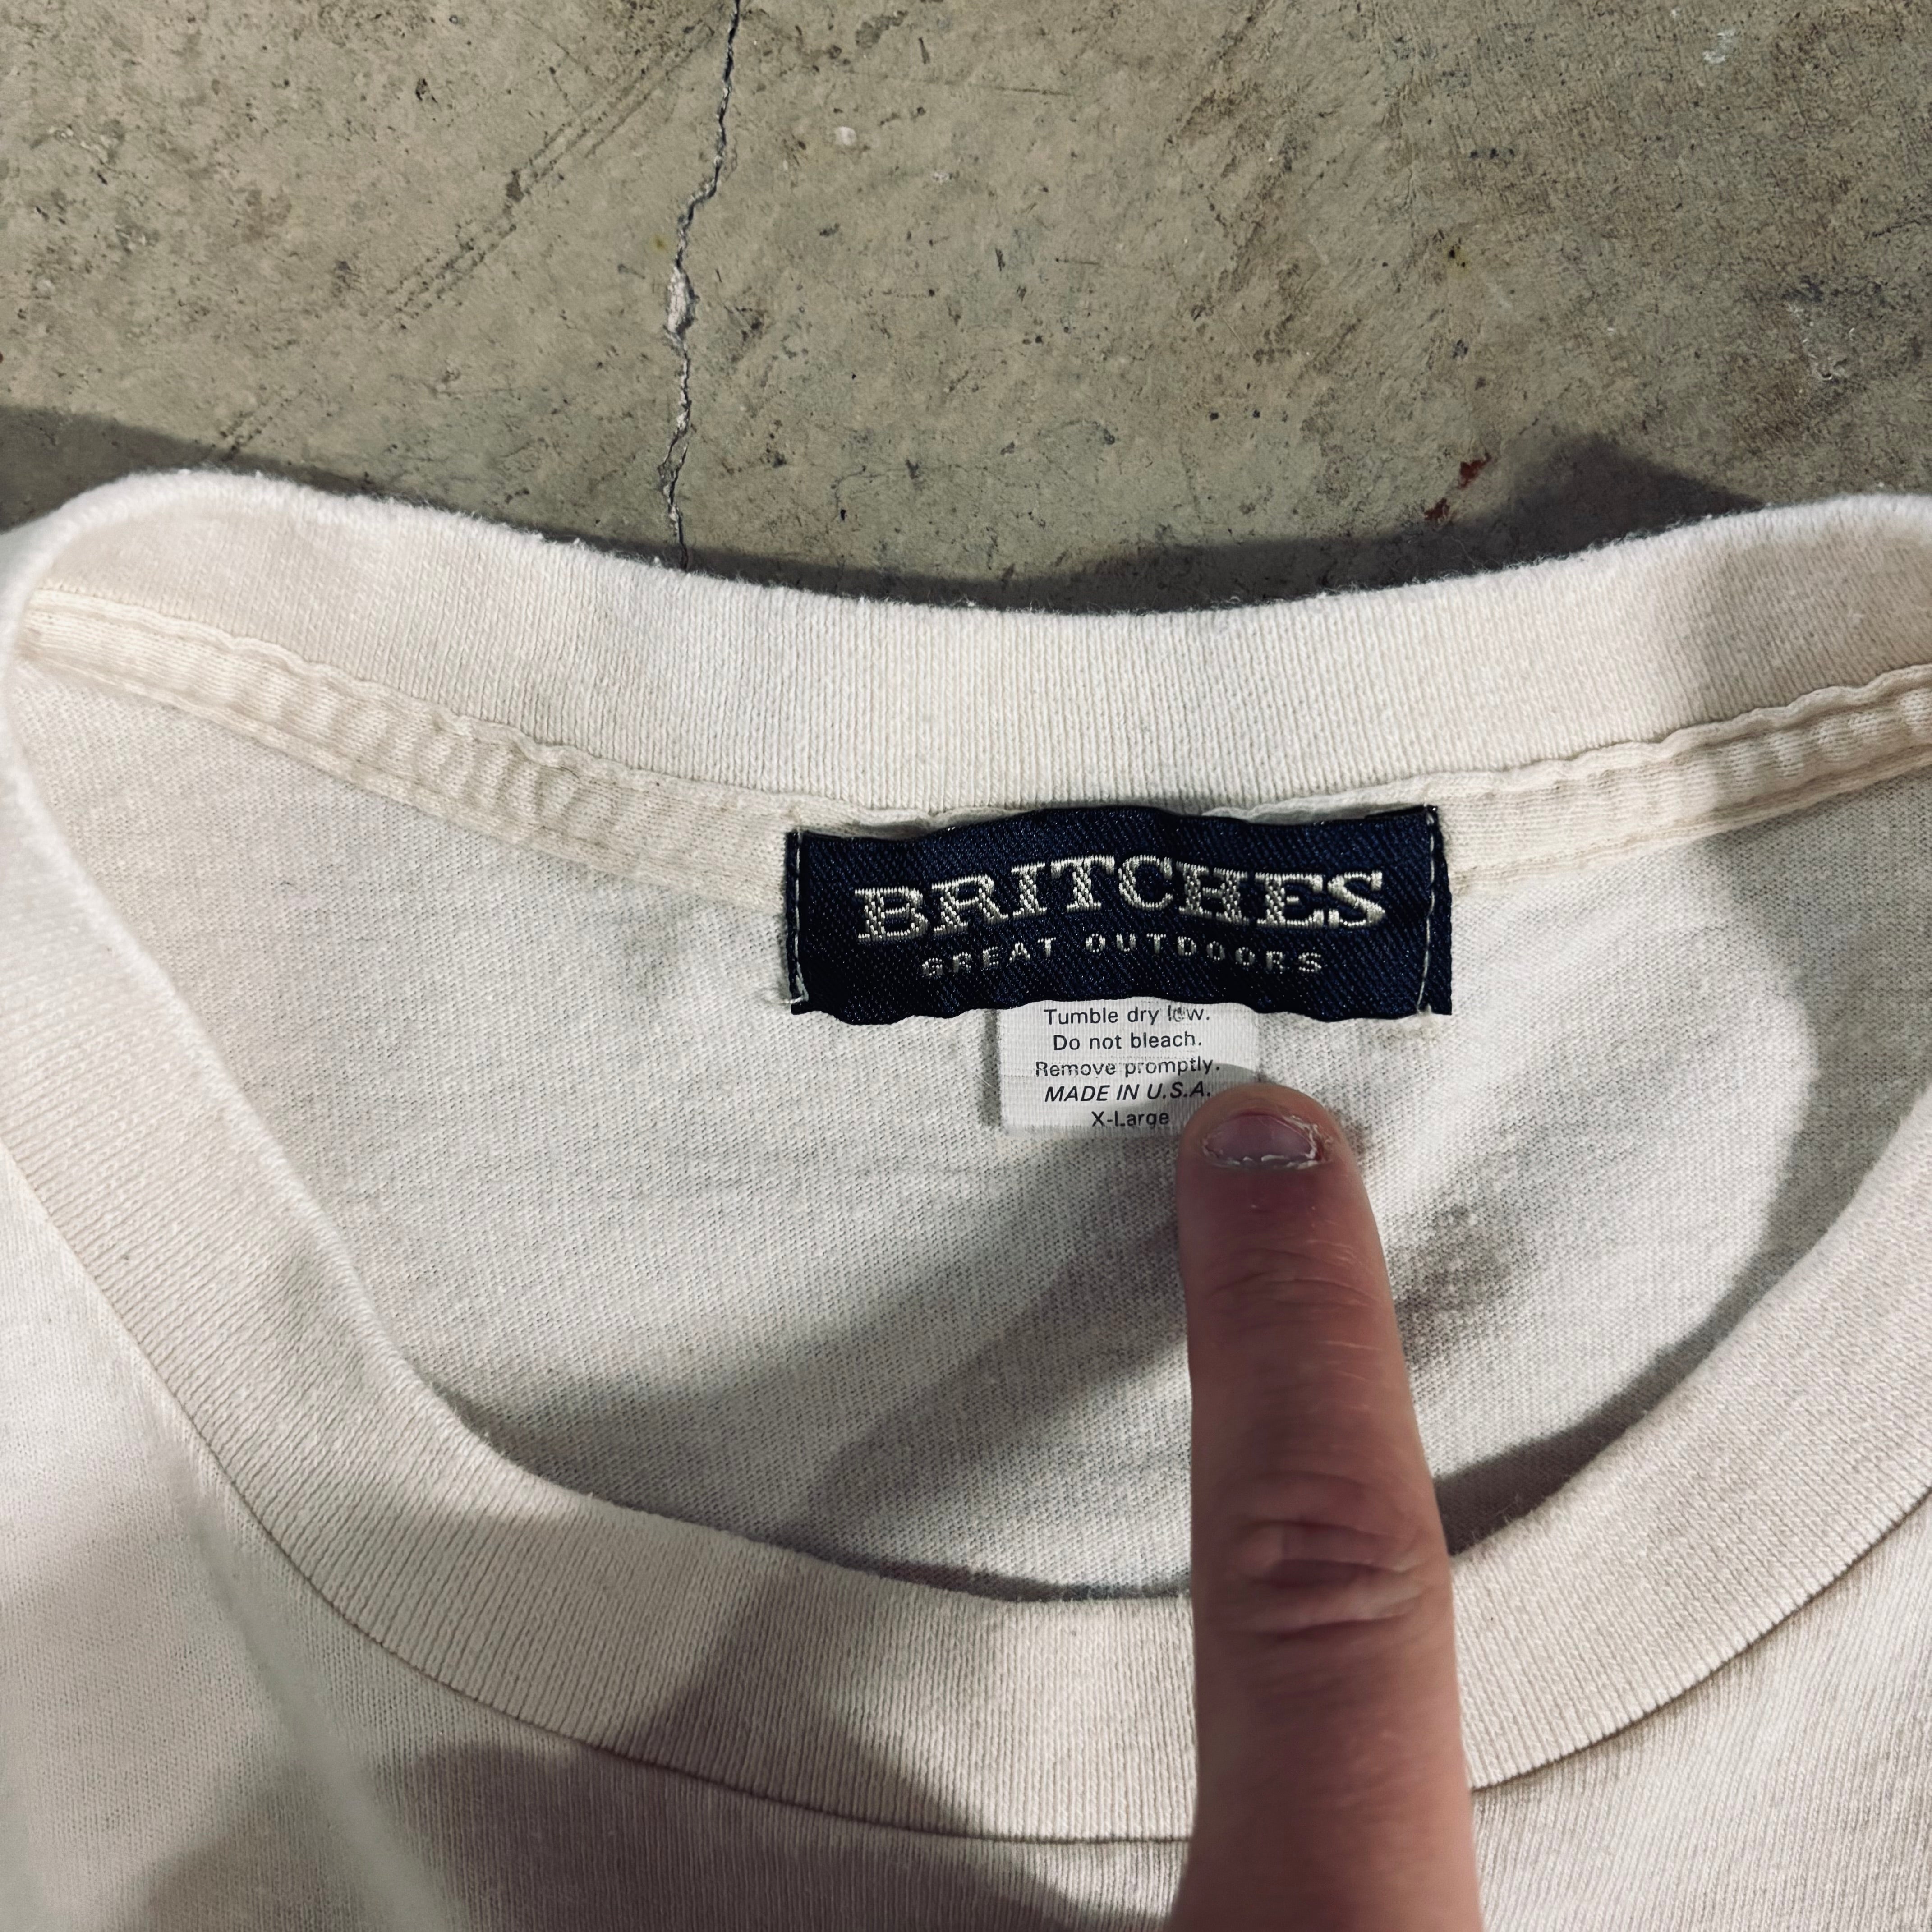 BRITCHES
GREAT OUTDOORS
Tumble dry low.
Do not bleach.
Remove promptly.
MADE IN U.S.A.
X-Large